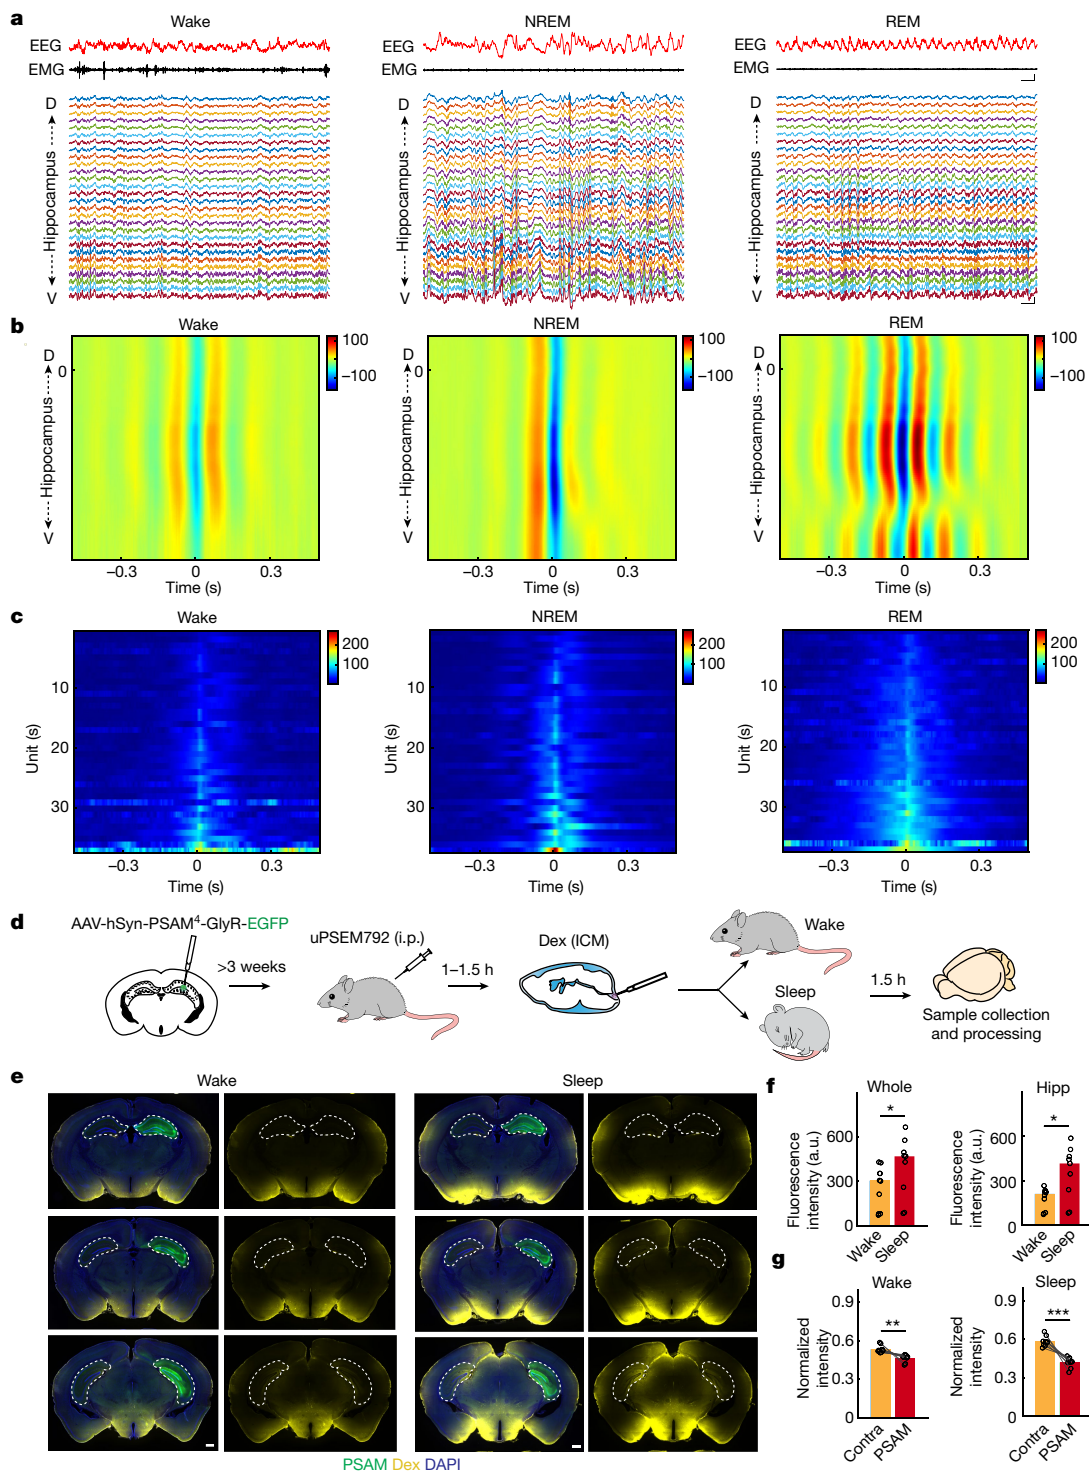 a
Wake
NREM
REM
EEG
EEG
EEG
EMG
EMG
EMG
D
Hippocampus
V
D
Hippocampus
V
D
Hippocampus
V
b
Wake
NREM
REM
D
0
Hippocampus
V
100
−100
−0.3 0 0.3
Time (s)
D
0
Hippocampus
V
100
−100
−0.3 0 0.3
Time (s)
D
0
Hippocampus
V
100
−100
−0.3 0 0.3
Time (s)
c
Wake
NREM
REM
Unit (s)
10
20
30
200
100
−0.3 0 0.3
Time (s)
Unit (s)
10
20
30
200
100
−0.3 0 0.3
Time (s)
Unit (s)
10
20
30
200
100
−0.3 0 0.3
Time (s)
d
AAV-hSyn-PSAM4-GlyR-EGFP
>3 weeks
uPSEM792 (i.p.)
1–1.5 h
Dex (ICM)
Wake
Sleep
1.5 h
Sample collection
and processing
e
Wake
Sleep
PSAM Dex DAPI
f
Whole
Fluorescence
intensity (a.u.)
600
300
0
*
Wake
Sleep
Hipp
Fluorescence
intensity (a.u.)
600
300
0
*
Wake
Sleep
g
Wake
Normalized
intensity
0.9
0.6
0.3
0
**
Contra
PSAM
Sleep
Normalized
intensity
0.9
0.6
0.3
0
***
Contra
PSAM